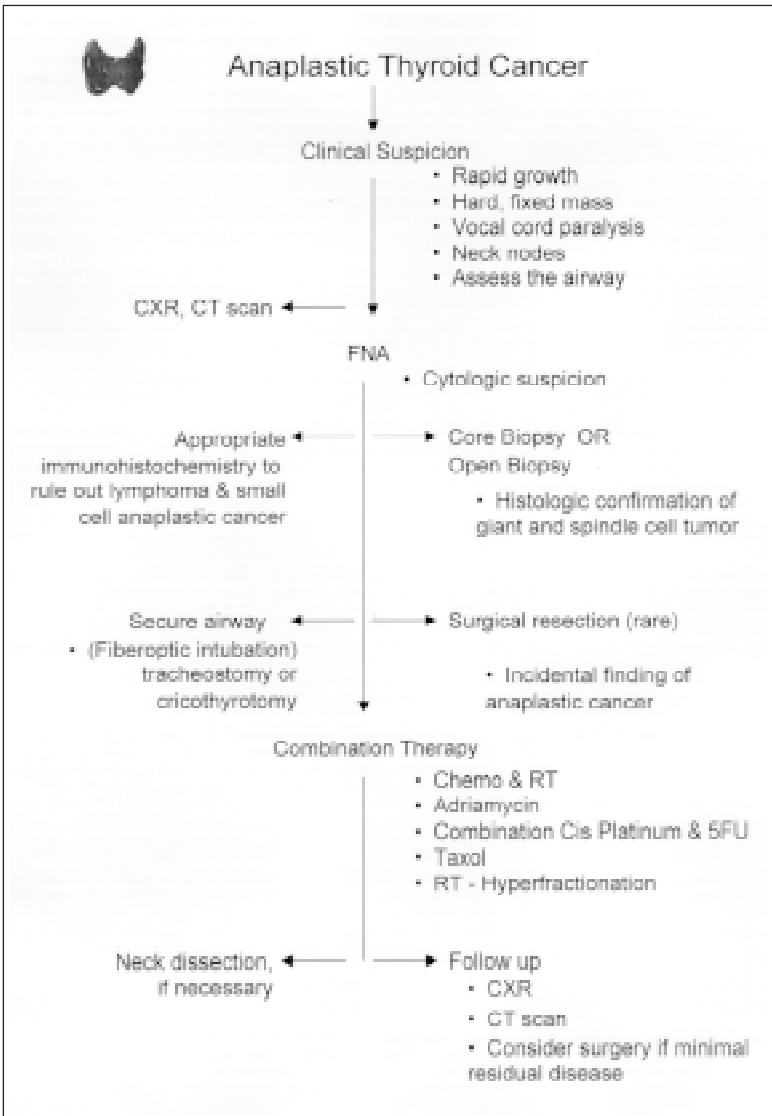 Anaplastic Thyroid Cancer
Clinical Suspicion
• Rapid growth
• Hard, fixed mass
• Vocal cord paralysis
• Neck nodes
• Assess the airway
CXR, CT scan
FNA
• Cytologic suspicion
Appropriate
immunohistochemistry to
rule out lymphoma & small
cell anaplastic cancer
Core Biopsy OR
Open Biopsy
• Histologic confirmation of
giant and spindle cell tumor
Secure airway
• (Fiberoptic intubation)
tracheostomy or
cricothyrotomy
Surgical resection (rare)
• Incidental finding of
anaplastic cancer
Combination Therapy
• Chemo & RT
• Adriamycin
• Combination Cis Platinum & 5FU
• Taxol
• RT - Hyperfractionation
Neck dissection,
if necessary
Follow up
• CXR
• CT scan
• Consider surgery if minimal
residual disease